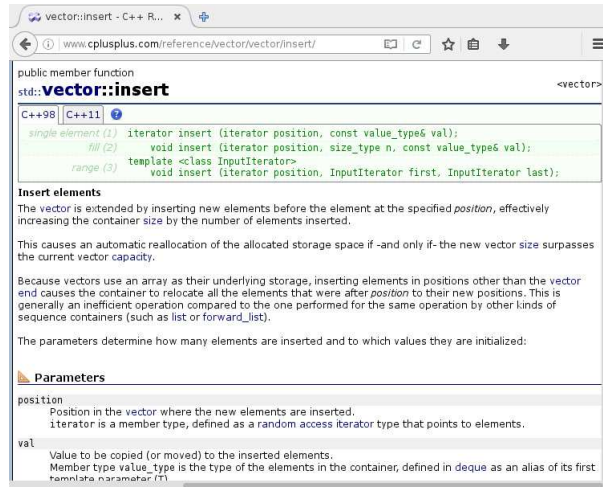 vector::insert - C++ R...
www.cplusplus.com/reference/vector/vector/insert/
public member function
std::vector::insert
<vector>
C++98 C++11
single element (1) iterator insert (iterator position, const value_type& val);
fill (2) void insert (iterator position, size_type n, const value_type& val);
range (3) template <class InputIterator>
void insert (iterator position, InputIterator first, InputIterator last);
Insert elements
The vector is extended by inserting new elements before the element at the specified position, effectively
increasing the container size by the number of elements inserted.
This causes an automatic reallocation of the allocated storage space if -and only if- the new vector size surpasses
the current vector capacity.
Because vectors use an array as their underlying storage, inserting elements in positions other than the vector
end causes the container to relocate all the elements that were after position to their new positions. This is
generally an inefficient operation compared to the one performed for the same operation by other kinds of
sequence containers (such as list or forward_list).
The parameters determine how many elements are inserted and to which values they are initialized:
Parameters
position
Position in the vector where the new elements are inserted.
iterator is a member type, defined as a random access iterator type that points to elements.
val
Value to be copied (or moved) to the inserted elements.
Member type value_type is the type of the elements in the container, defined in deque as an alias of its first
template parameter (T)